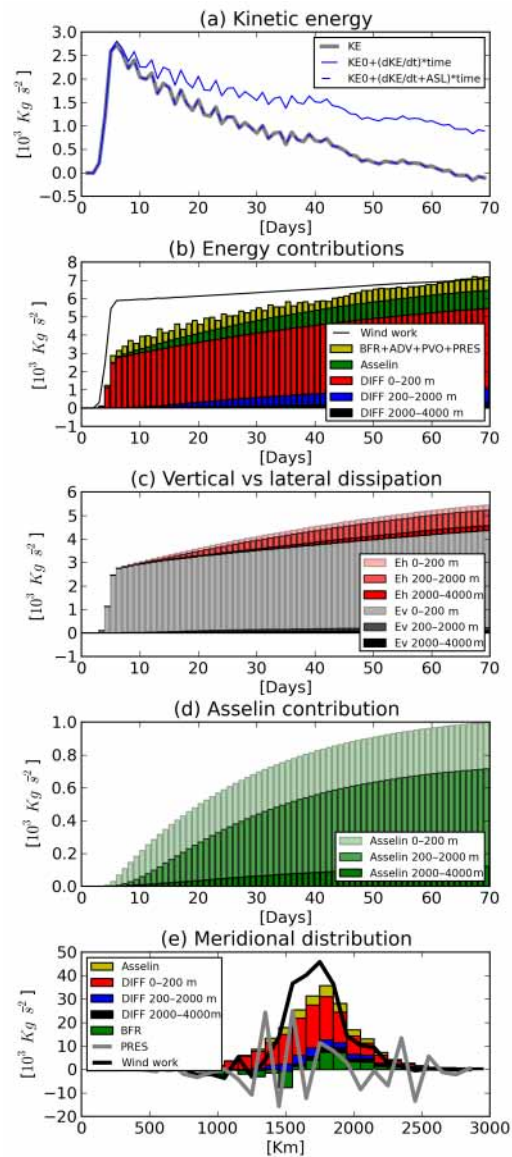 (a) Kinetic energy
[10³ Kg s̄²]
3.0
2.5
2.0
1.5
1.0
0.5
0.0
−0.5
KE
KE0+(dKE/dt)*time
KE0+(dKE/dt+ASL)*time
0 10 20 30 40 50 60 70
[Days]
(b) Energy contributions
[10³ Kg s̄²]
8
7
6
5
4
3
2
1
0
−1
Wind work
BFR+ADV+PVO+PRES
Asselin
DIFF 0–200 m
DIFF 200–2000 m
DIFF 2000–4000 m
0 10 20 30 40 50 60 70
[Days]
(c) Vertical vs lateral dissipation
[10³ Kg s̄²]
6
5
4
3
2
1
0
−1
Eh 0–200 m
Eh 200–2000 m
Eh 2000–4000m
Ev 0–200 m
Ev 200–2000 m
Ev 2000–4000m
0 10 20 30 40 50 60 70
[Days]
(d) Asselin contribution
[10³ Kg s̄²]
1.0
0.8
0.6
0.4
0.2
0.0
Asselin 0–200 m
Asselin 200–2000 m
Asselin 2000–4000m
0 10 20 30 40 50 60 70
[Days]
(e) Meridional distribution
[10³ Kg s̄²]
50
40
30
20
10
0
−10
−20
Asselin
DIFF 0–200 m
DIFF 200–2000 m
DIFF 2000–4000m
BFR
PRES
Wind work
0 500 1000 1500 2000 2500 3000
[Km]